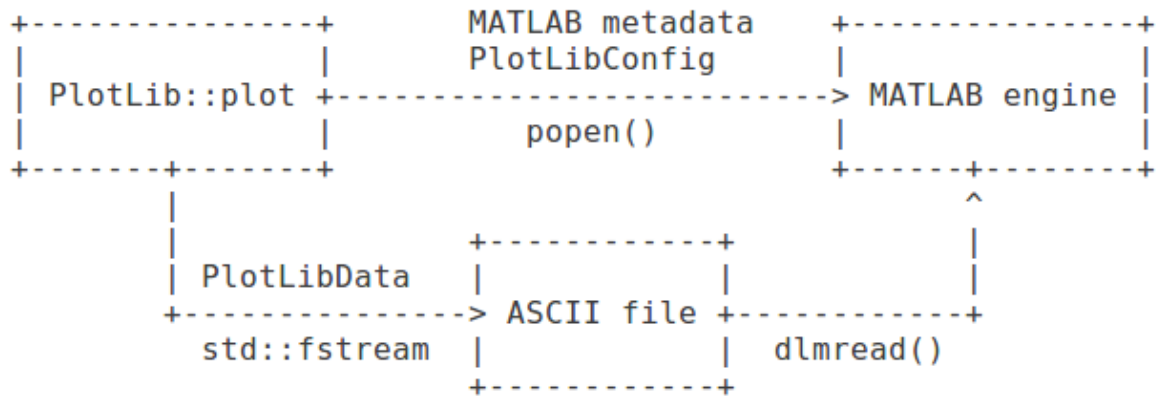 MATLAB metadata
PlotLibConfig
PlotLib::plot
MATLAB engine
popen()
PlotLibData
ASCII file
std::fstream
dlmread()